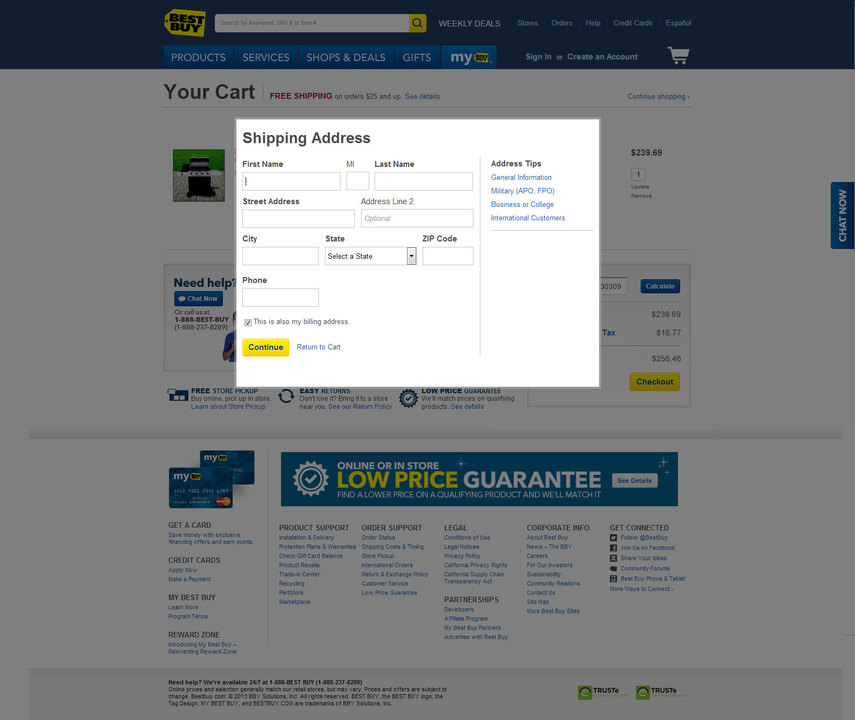 BEST BUY
Search by Keyword, SKU # or Item #
WEEKLY DEALS
Stores
Orders
Help
Credit Cards
Español
PRODUCTS
SERVICES
SHOPS & DEALS
GIFTS
my BEST BUY
Sign In or Create an Account
Your Cart
FREE SHIPPING on orders $25 and up. See details
Continue shopping ›
Shipping Address
First Name
MI
Last Name
Street Address
Address Line 2
Optional
City
State
ZIP Code
Select a State
Phone
This is also my billing address.
Continue
Return to Cart
Address Tips
General Information
Military (APO, FPO)
Business or College
International Customers
$239.69
1
Update
Remove
CHAT NOW
Need help?
Chat Now
Or call us at
1-888-BEST-BUY
(1-888-237-8289)
30309
Calculate
$239.69
Tax
$16.77
$256.46
Checkout
FREE STORE PICKUP
Buy online, pick up in store.
Learn about Store Pickup
EASY RETURNS
Don't love it? Bring it to a store
near you. See our Return Policy
LOW PRICE GUARANTEE
We'll match prices on qualifying
products. See details
my BEST BUY
my BEST BUY
ONLINE OR IN STORE
LOW PRICE GUARANTEE
FIND A LOWER PRICE ON A QUALIFYING PRODUCT AND WE'LL MATCH IT
See Details
GET A CARD
Save money with exclusive
financing offers and earn points.
CREDIT CARDS
Apply Now
Make a Payment
MY BEST BUY
Learn More
Program Terms
REWARD ZONE
Introducing My Best Buy –
Reinventing Reward Zone
PRODUCT SUPPORT
Installation & Delivery
Protection Plans & Warranties
Check Gift Card Balance
Product Recalls
Trade-in Center
Recycling
PartStore
Marketplace
ORDER SUPPORT
Order Status
Shipping Costs & Timing
Store Pickup
International Orders
Return & Exchange Policy
Customer Service
Low Price Guarantee
LEGAL
Conditions of Use
Legal Notices
Privacy Policy
California Privacy Rights
California Supply Chain
Transparency Act
PARTNERSHIPS
Developers
Affiliate Program
My Best Buy Partners
Advertise with Best Buy
CORPORATE INFO
About Best Buy
News – The BBY
Careers
For Our Investors
Sustainability
Community Relations
Contact Us
Site Map
More Best Buy Sites
GET CONNECTED
Follow @BestBuy
Join Us on Facebook
Share Your Ideas
Community Forums
Best Buy Phone & Tablet
More Ways to Connect ›
Need help? We're available 24/7 at 1-888-BEST BUY (1-888-237-8289)
Online prices and selection generally match our retail stores, but may vary. Prices and offers are subject to
change. Bestbuy.com: © 2013 BBY Solutions, Inc. All rights reserved. BEST BUY, the BEST BUY logo, the
Tag Design, MY BEST BUY, and BESTBUY.COM are trademarks of BBY Solutions, Inc.
TRUSTe
TRUSTe